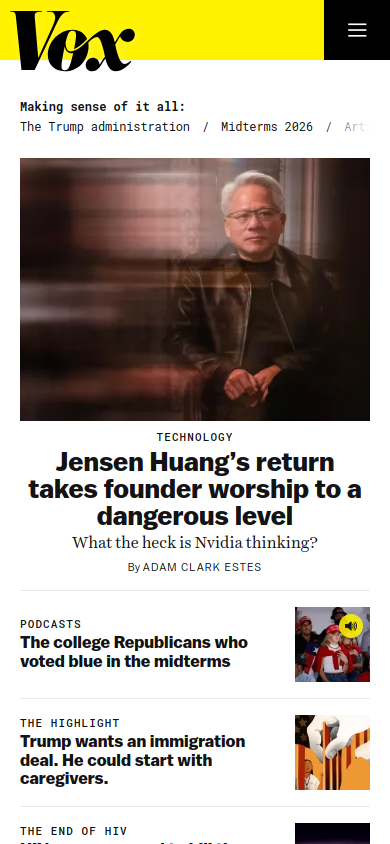 Vox
Making sense of it all:
The Trump administration / Midterms 2026 / Art
TECHNOLOGY
Jensen Huang’s return
takes founder worship to a
dangerous level
What the heck is Nvidia thinking?
By ADAM CLARK ESTES
PODCASTS
The college Republicans who
voted blue in the midterms
THE HIGHLIGHT
Trump wants an immigration
deal. He could start with
caregivers.
THE END OF HIV